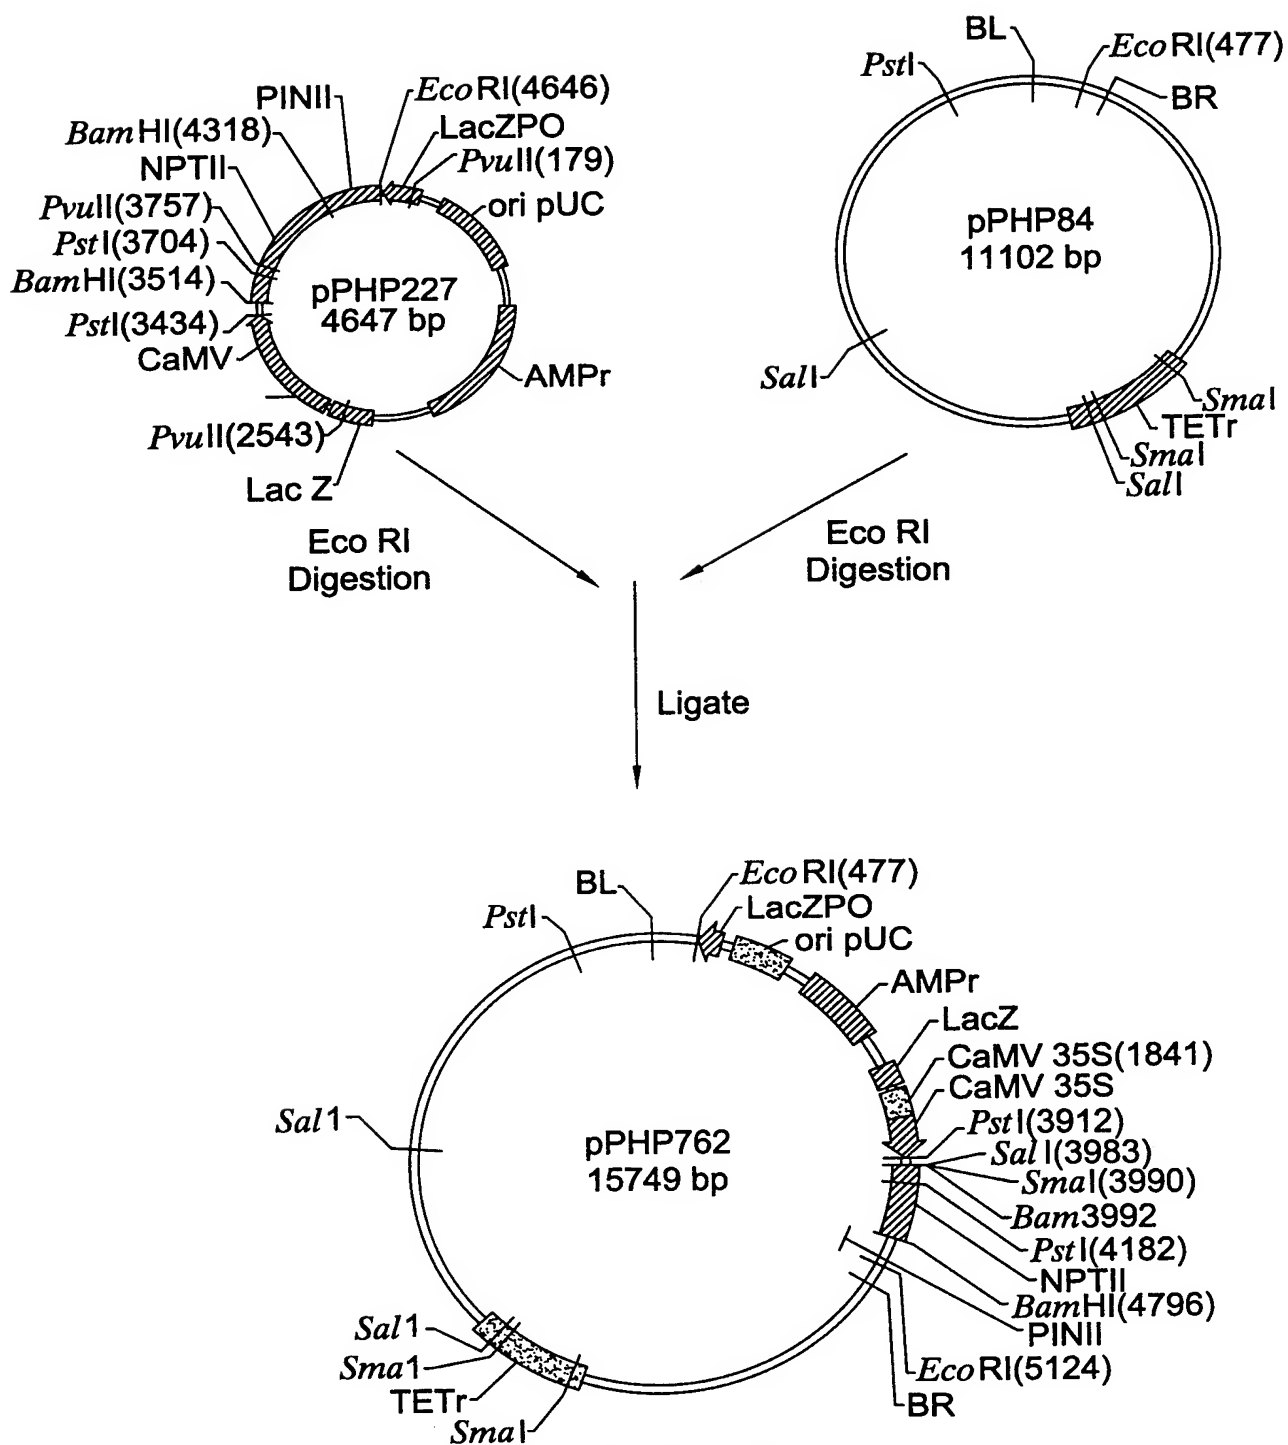 PINII
EcoRI(4646)
BamHI(4318)
LacZPO
NPTII
PvuII(179)
PvuII(3757)
ori pUC
PstI(3704)
BamHI(3514)
pPHP227
4647 bp
PstI(3434)
CaMV
AMPr
PvuII(2543)
Lac Z
BL
EcoRI(477)
PstI
BR
pPHP84
11102 bp
SalI
SmaI
TETr
SmaI
SalI
Eco RI
Digestion
Eco RI
Digestion
Ligate
BL
EcoRI(477)
PstI
LacZPO
ori pUC
AMPr
LacZ
CaMV 35S(1841)
CaMV 35S
PstI(3912)
Sal1
pPHP762
15749 bp
Sal I(3983)
SmaI(3990)
Bam3992
PstI(4182)
NPTII
BamHI(4796)
PINII
Sal1
Sma1
EcoRI(5124)
TETr
BR
SmaI